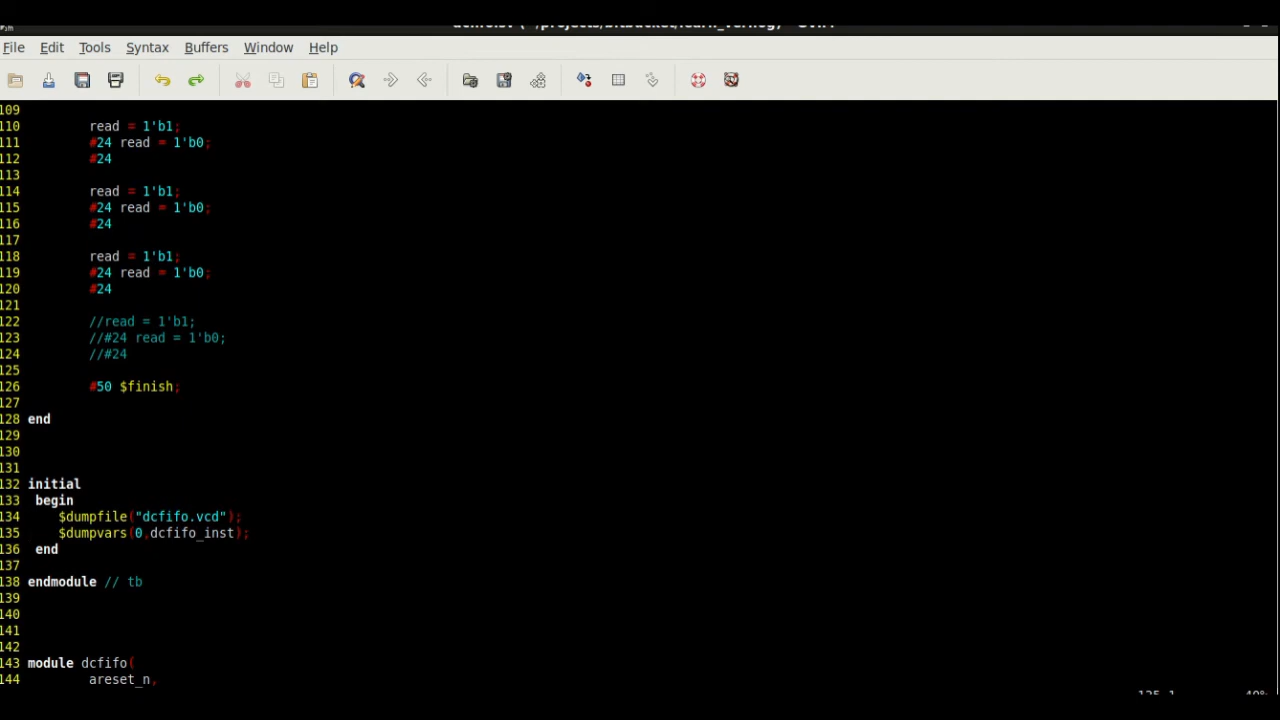 File Edit Tools Syntax Buffers Window Help
109
110 read = 1'b1;
111 #24 read = 1'b0;
112 #24
113
114 read = 1'b1;
115 #24 read = 1'b0;
116 #24
117
118 read = 1'b1;
119 #24 read = 1'b0;
120 #24
121
122 //read = 1'b1;
123 //#24 read = 1'b0;
124 //#24
125
126 #50 $finish;
127
128 end
129
130
131
132 initial
133 begin
134 $dumpfile("dcfifo.vcd");
135 $dumpvars(0,dcfifo_inst);
136 end
137
138 endmodule // tb
139
140
141
142
143 module dcfifo(
144 areset_n,